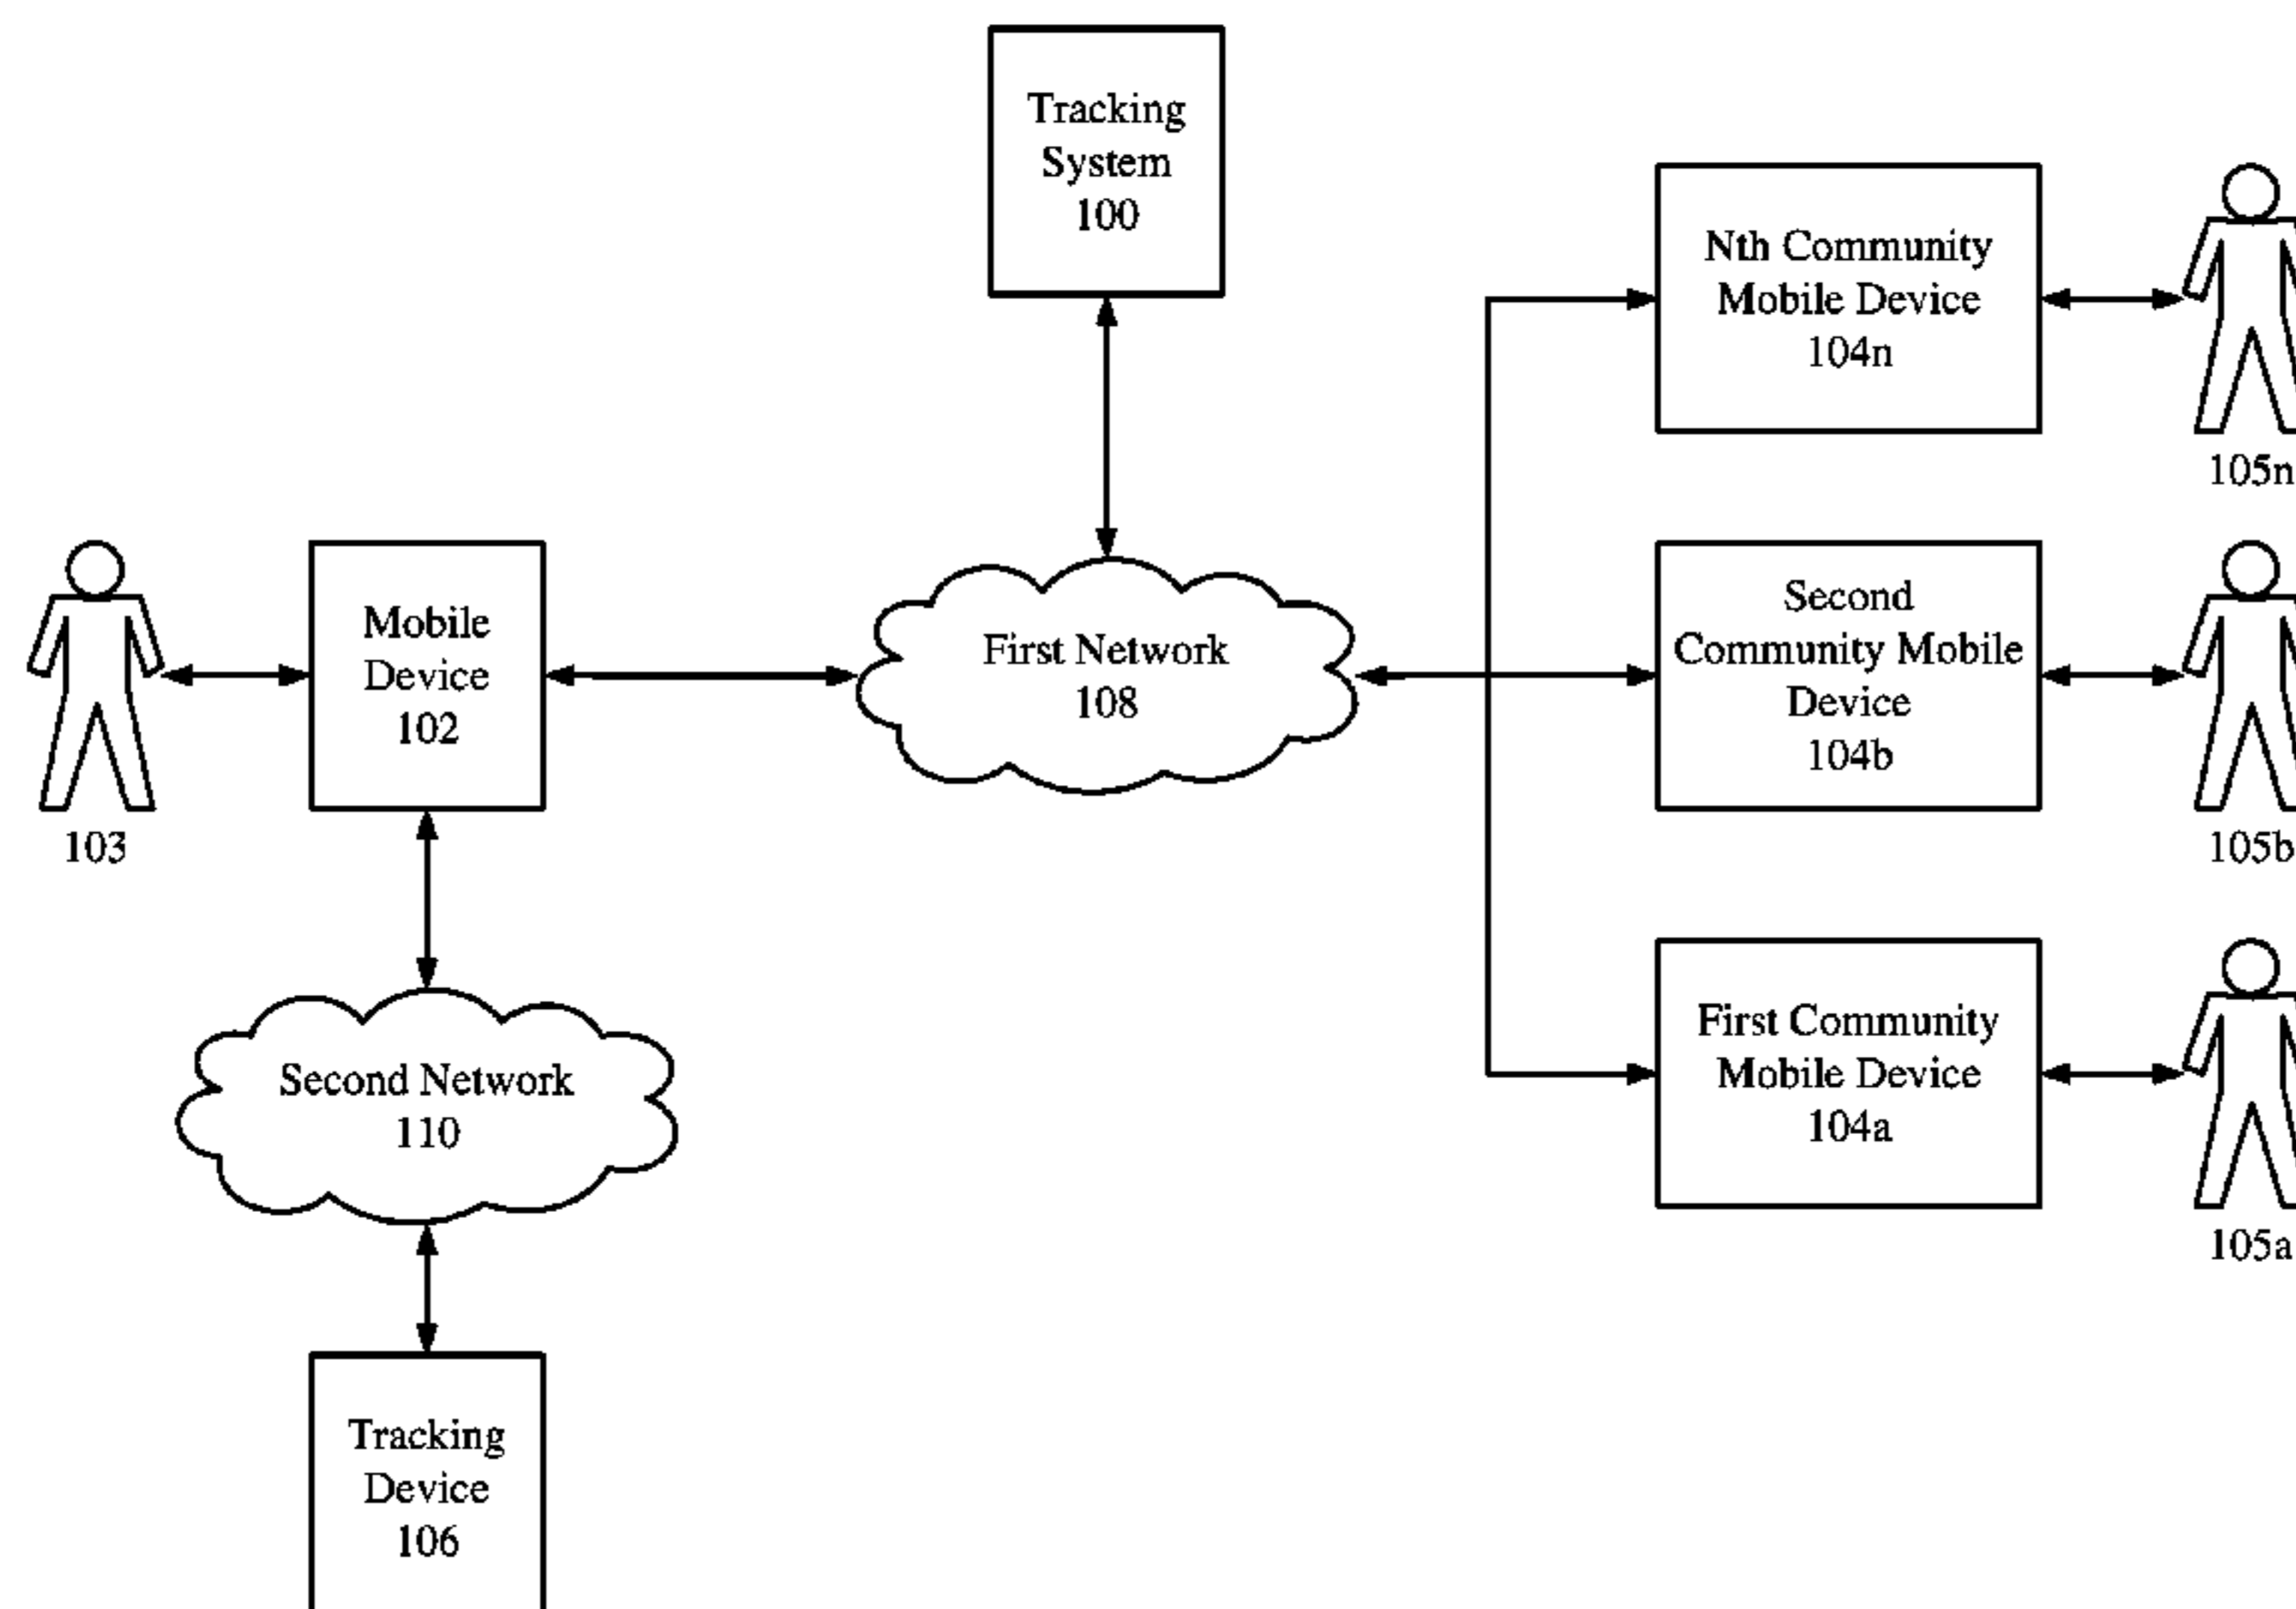 Tracking
System
100
Nth Community
Mobile Device
104n
105n
Mobile
Device
102
103
First Network
108
Second
Community Mobile
Device
104b
105b
Second Network
110
First Community
Mobile Device
104a
105a
Tracking
Device
106